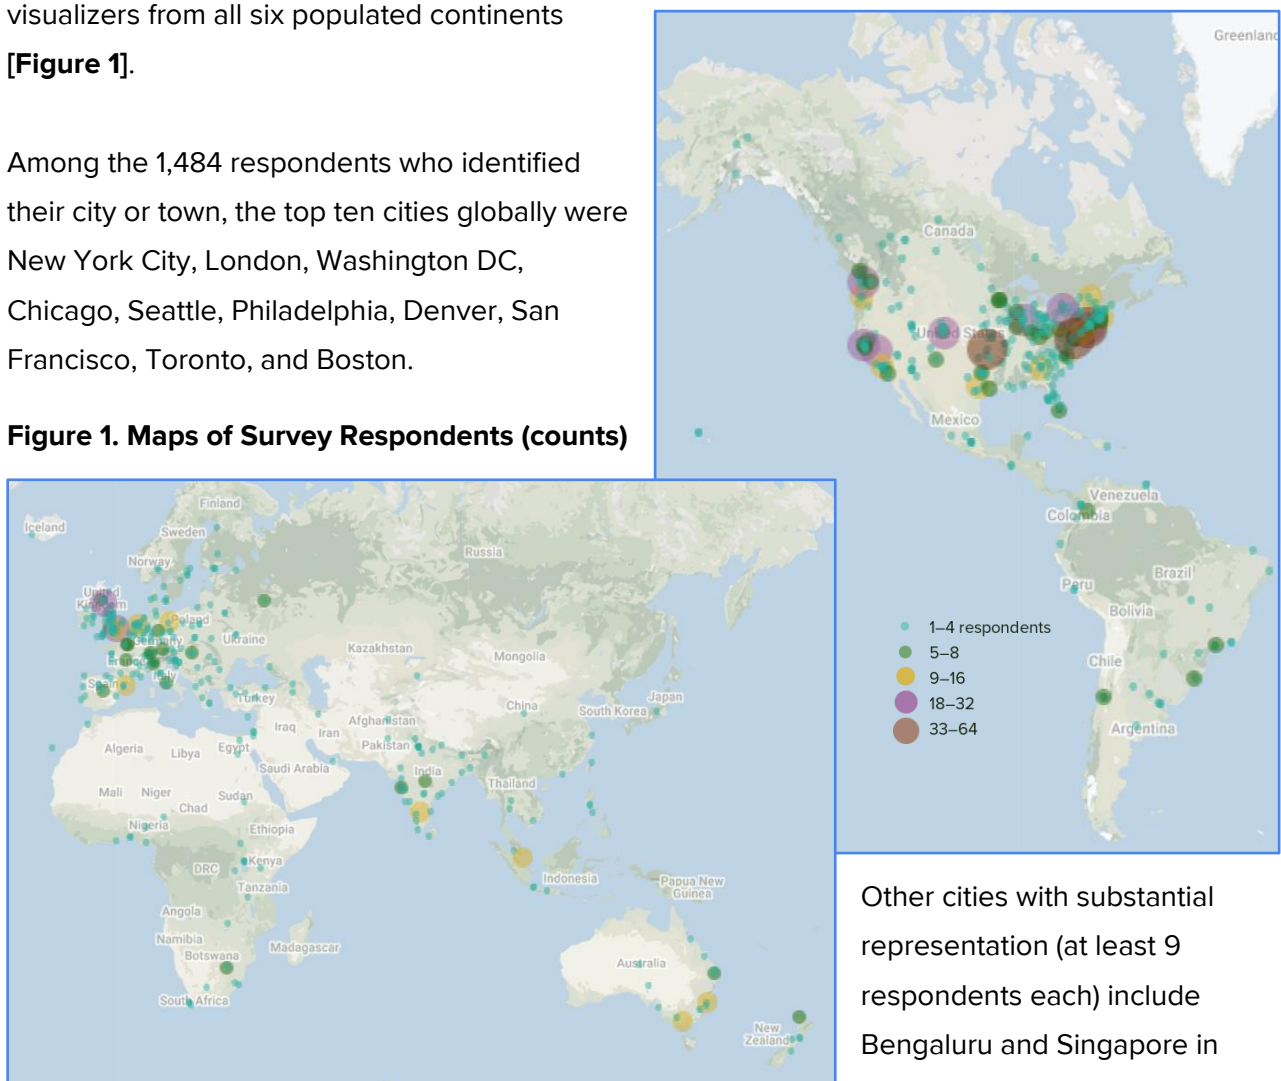 visualizers from all six populated continents
[Figure 1].
Among the 1,484 respondents who identified
their city or town, the top ten cities globally were
New York City, London, Washington DC,
Chicago, Seattle, Philadelphia, Denver, San
Francisco, Toronto, and Boston.
Figure 1. Maps of Survey Respondents (counts)
Greenland
Canada
United States
Mexico
Venezuela
Colombia
Peru
Brazil
Bolivia
Chile
Argentina
1–4 respondents
5–8
9–16
18–32
33–64
Iceland
Finland
Sweden
Norway
Russia
United
Kingdom
Poland
Germany
Ukraine
France
Kazakhstan
Mongolia
Spain
Italy
Turkey
China
Japan
South Korea
Afghanistan
Iraq
Iran
Pakistan
Algeria
Libya
Egypt
Saudi Arabia
India
Thailand
Mali
Niger
Sudan
Chad
Nigeria
Ethiopia
DRC
Kenya
Tanzania
Indonesia
Papua New
Guinea
Angola
Namibia
Botswana
Madagascar
South Africa
Australia
New
Zealand
Other cities with substantial
representation (at least 9
respondents each) include
Bengaluru and Singapore in